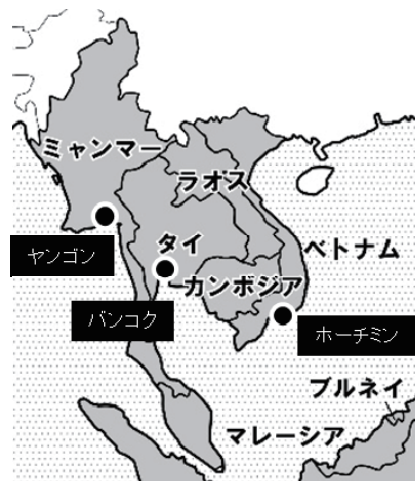 ミャンマー
ラオス
ヤンゴン
タイ
ベトナム
カンボジア
バンコク
ホーチミン
ブルネイ
マレーシア